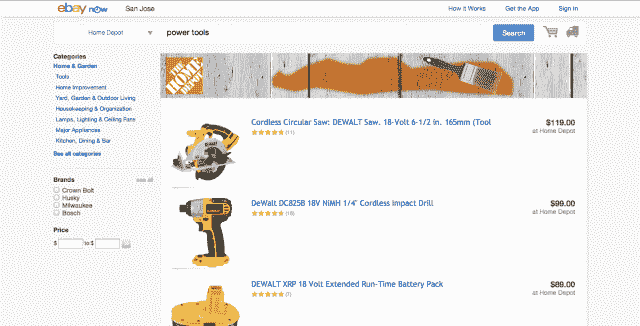 ebay now
San Jose
How it Works
Get the App
Sign in
Home Depot
power tools
Search
Categories
Home & Garden
Tools
Home Improvement
Yard, Garden & Outdoor Living
Housekeeping & Organization
Lamps, Lighting & Ceiling Fans
Major Appliances
Kitchen, Dining & Bar
See all categories
Brands
Crown Bolt
Husky
Milwaukee
Bosch
Price
$ to $
THE HOME DEPOT
Cordless Circular Saw: DEWALT Saw. 18-Volt 6-1/2 in. 165mm (Tool
(11)
$119.00
at Home Depot
DeWalt DC825B 18V NiMH 1/4" Cordless Impact Drill
(18)
$99.00
at Home Depot
DEWALT XRP 18 Volt Extended Run-Time Battery Pack
(7)
$89.00
at Home Depot